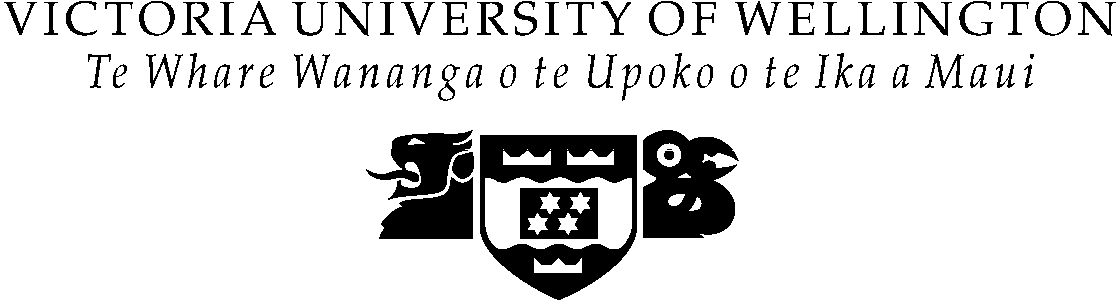 VICTORIA UNIVERSITY OF WELLINGTON
Te Whare Wananga o te Upoko o te Ika a Maui